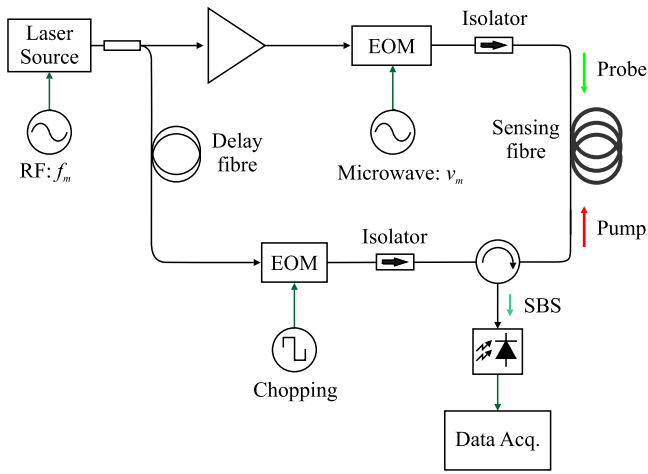 Laser
Source
EOM
Isolator
Probe
RF: fm
Delay
fibre
Microwave: vm
Sensing
fibre
Pump
EOM
Isolator
SBS
Chopping
Data Acq.